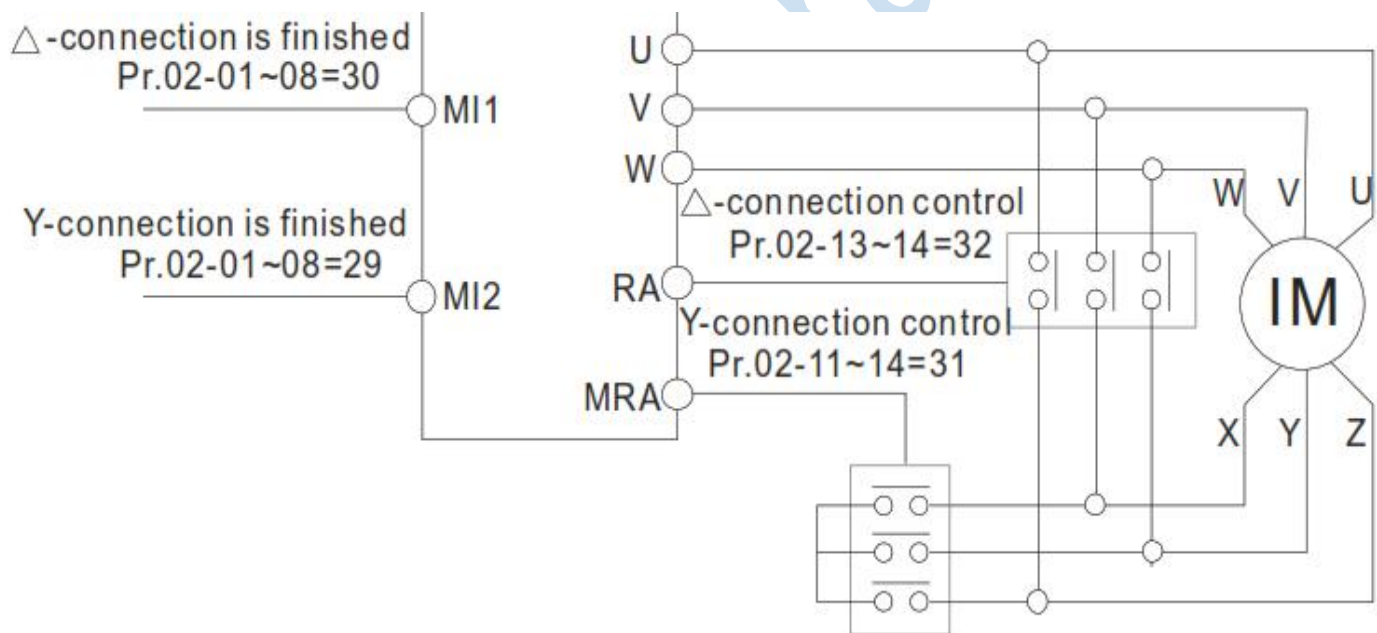 △-connection is finished
Pr.02-01~08=30
MI1
Y-connection is finished
Pr.02-01~08=29
MI2
U
V
W
△-connection control
Pr.02-13~14=32
RA
Y-connection control
Pr.02-11~14=31
MRA
W V U
IM
X Y Z